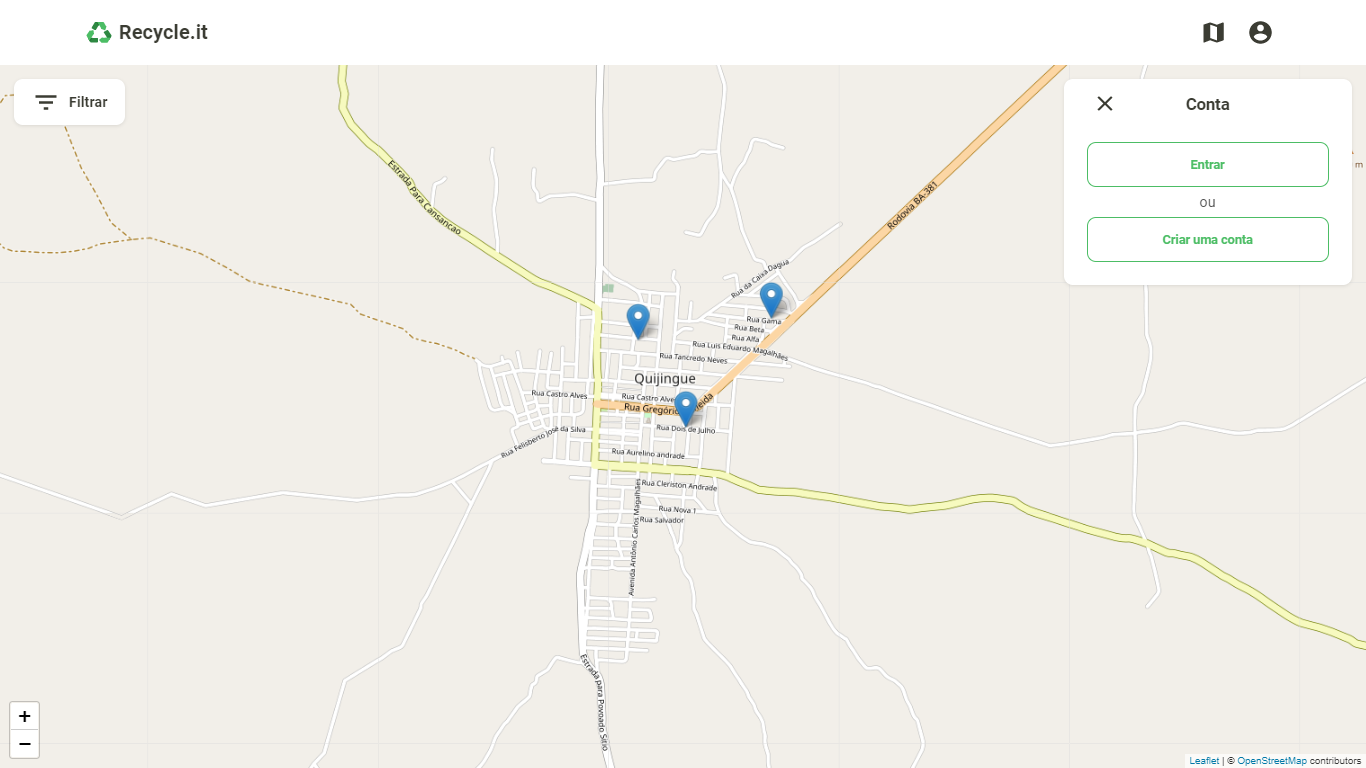 Recycle.it
Filtrar
Conta
Entrar
ou
Criar uma conta
m
Estrada Para Cansancao
Rodovia BA-381
Rua da Caixa Dagua
Rua Gama
Rua Beta
Rua Alfa
Rua Luis Eduardo Magalhães
Rua Tancredo Neves
Quijingue
Rua Castro Alves
Rua Castro Alves
Rua Gregório
eida
Rua Dois de Julho
Rua Felisberto José da Silva
Rua Aurelino andrade
Rua Cleriston Andrade
Rua Nova 1
Rua Salvador
Avenida Antônio Carlos Magalhães
Estrada para Povoado Sitio
+
−
Leaflet | © OpenStreetMap contributors